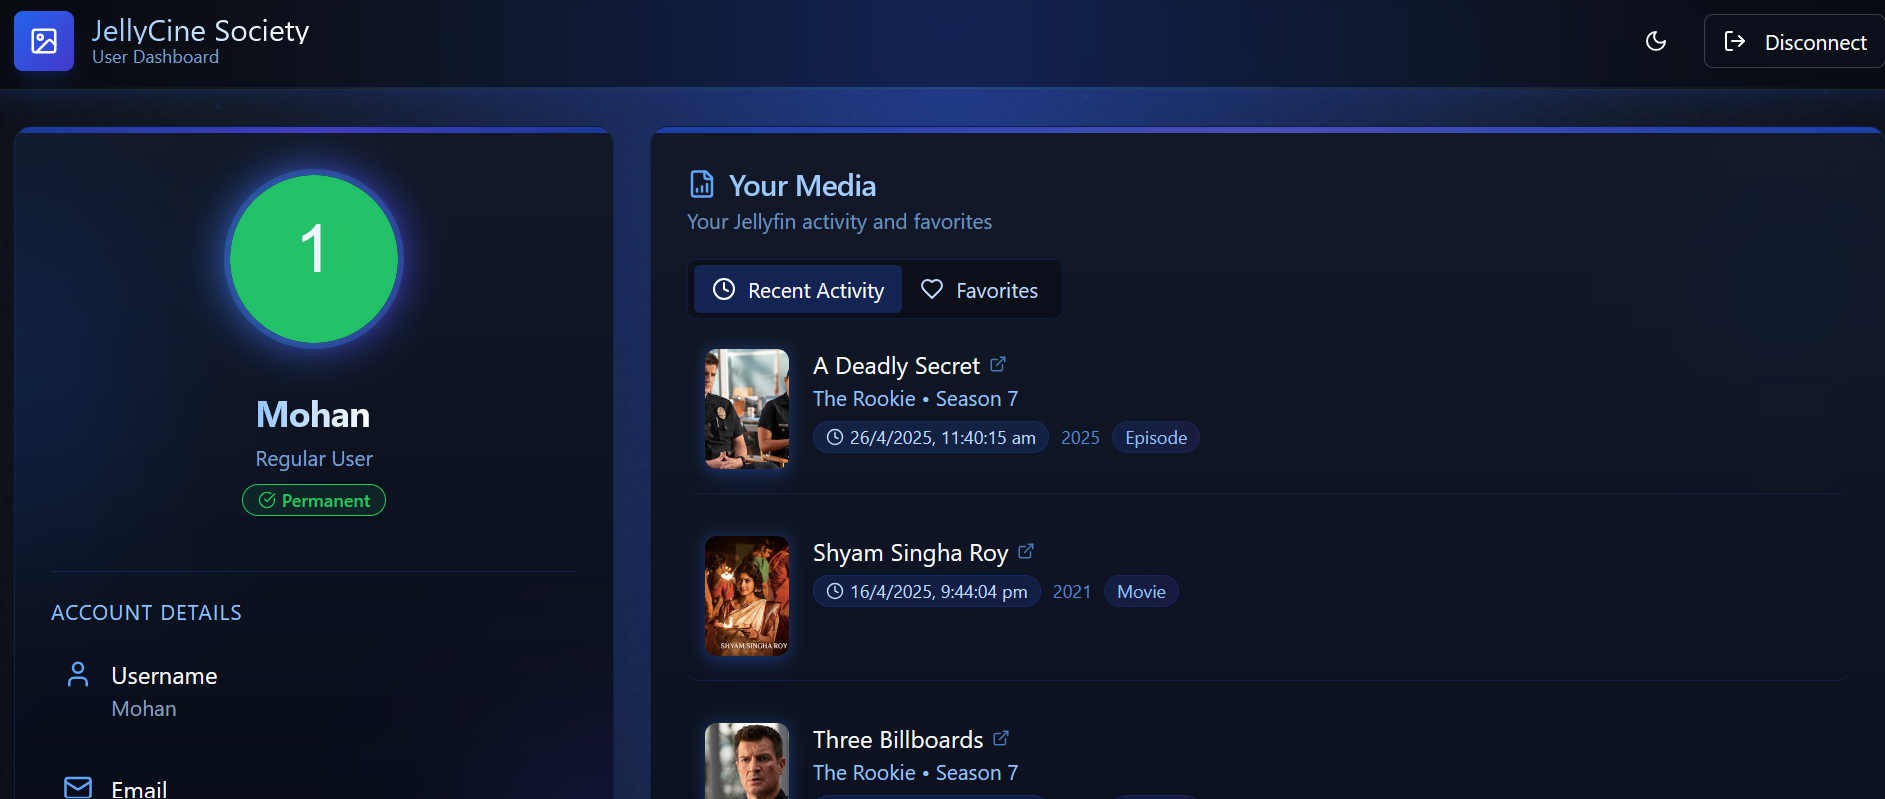 JellyCine Society
User Dashboard
Disconnect
1
Mohan
Regular User
Permanent
ACCOUNT DETAILS
Username
Mohan
Email
Your Media
Your Jellyfin activity and favorites
Recent Activity
Favorites
A Deadly Secret
The Rookie • Season 7
26/4/2025, 11:40:15 am 2025 Episode
Shyam Singha Roy
16/4/2025, 9:44:04 pm 2021 Movie
SHYAM SINGHA ROY
Three Billboards
The Rookie • Season 7